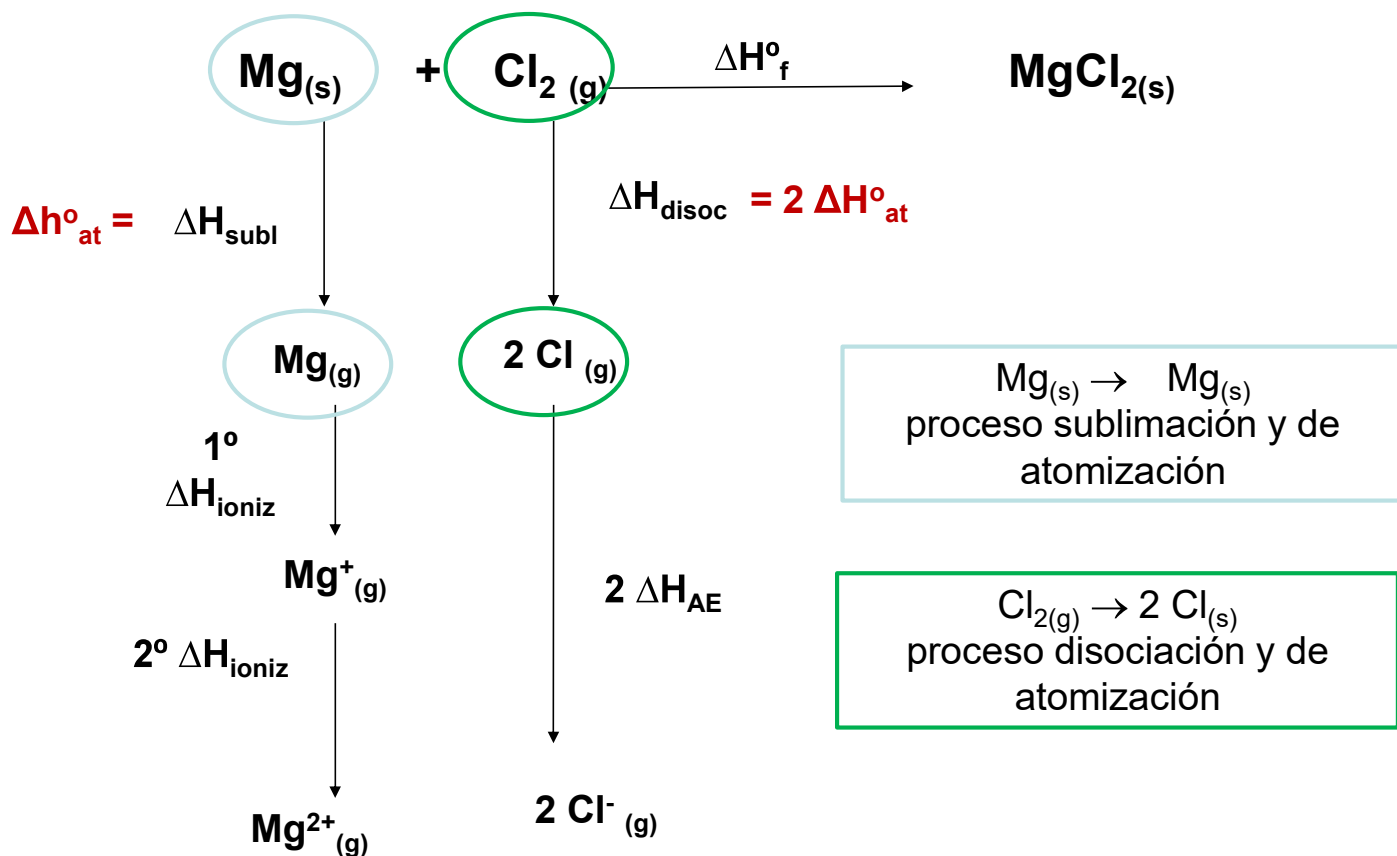 Mg(s) + Cl2 (g) ΔHºf MgCl2(s)
Δhºat = ΔHsubl
ΔHdisoc = 2 ΔHºat
Mg(g)
2 Cl (g)
1º
ΔHioniz
Mg+(g)
2º ΔHioniz
Mg2+(g)
2 ΔHAE
2 Cl- (g)
Mg(s) → Mg(s)
proceso sublimación y de
atomización
Cl2(g) → 2 Cl(s)
proceso disociación y de
atomización